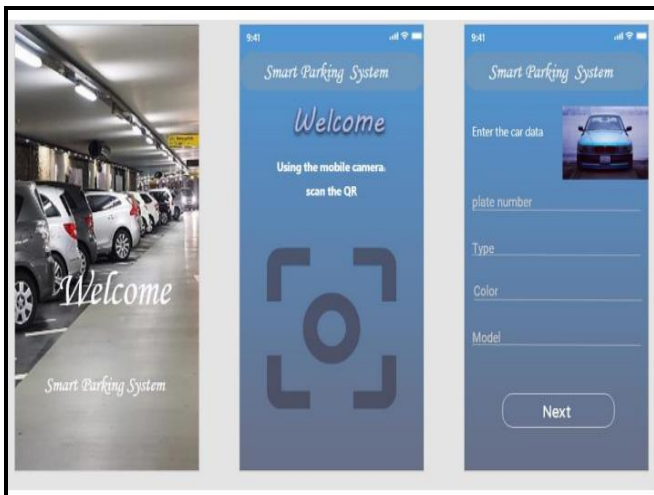 Welcome
Smart Parking System
9:41
Smart Parking System
Welcome
Using the mobile camera.
scan the QR
9:41
Smart Parking System
Enter the car data
plate number
Type
Color
Model
Next